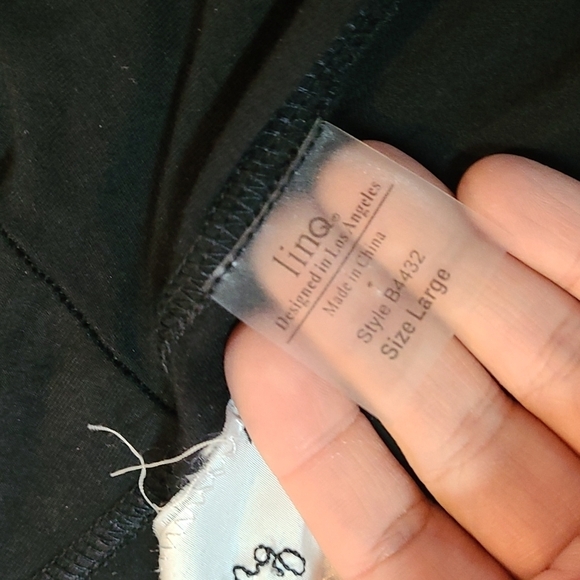 linQ®
Designed in Los Angeles
Made in China
Style B4432
Size Large